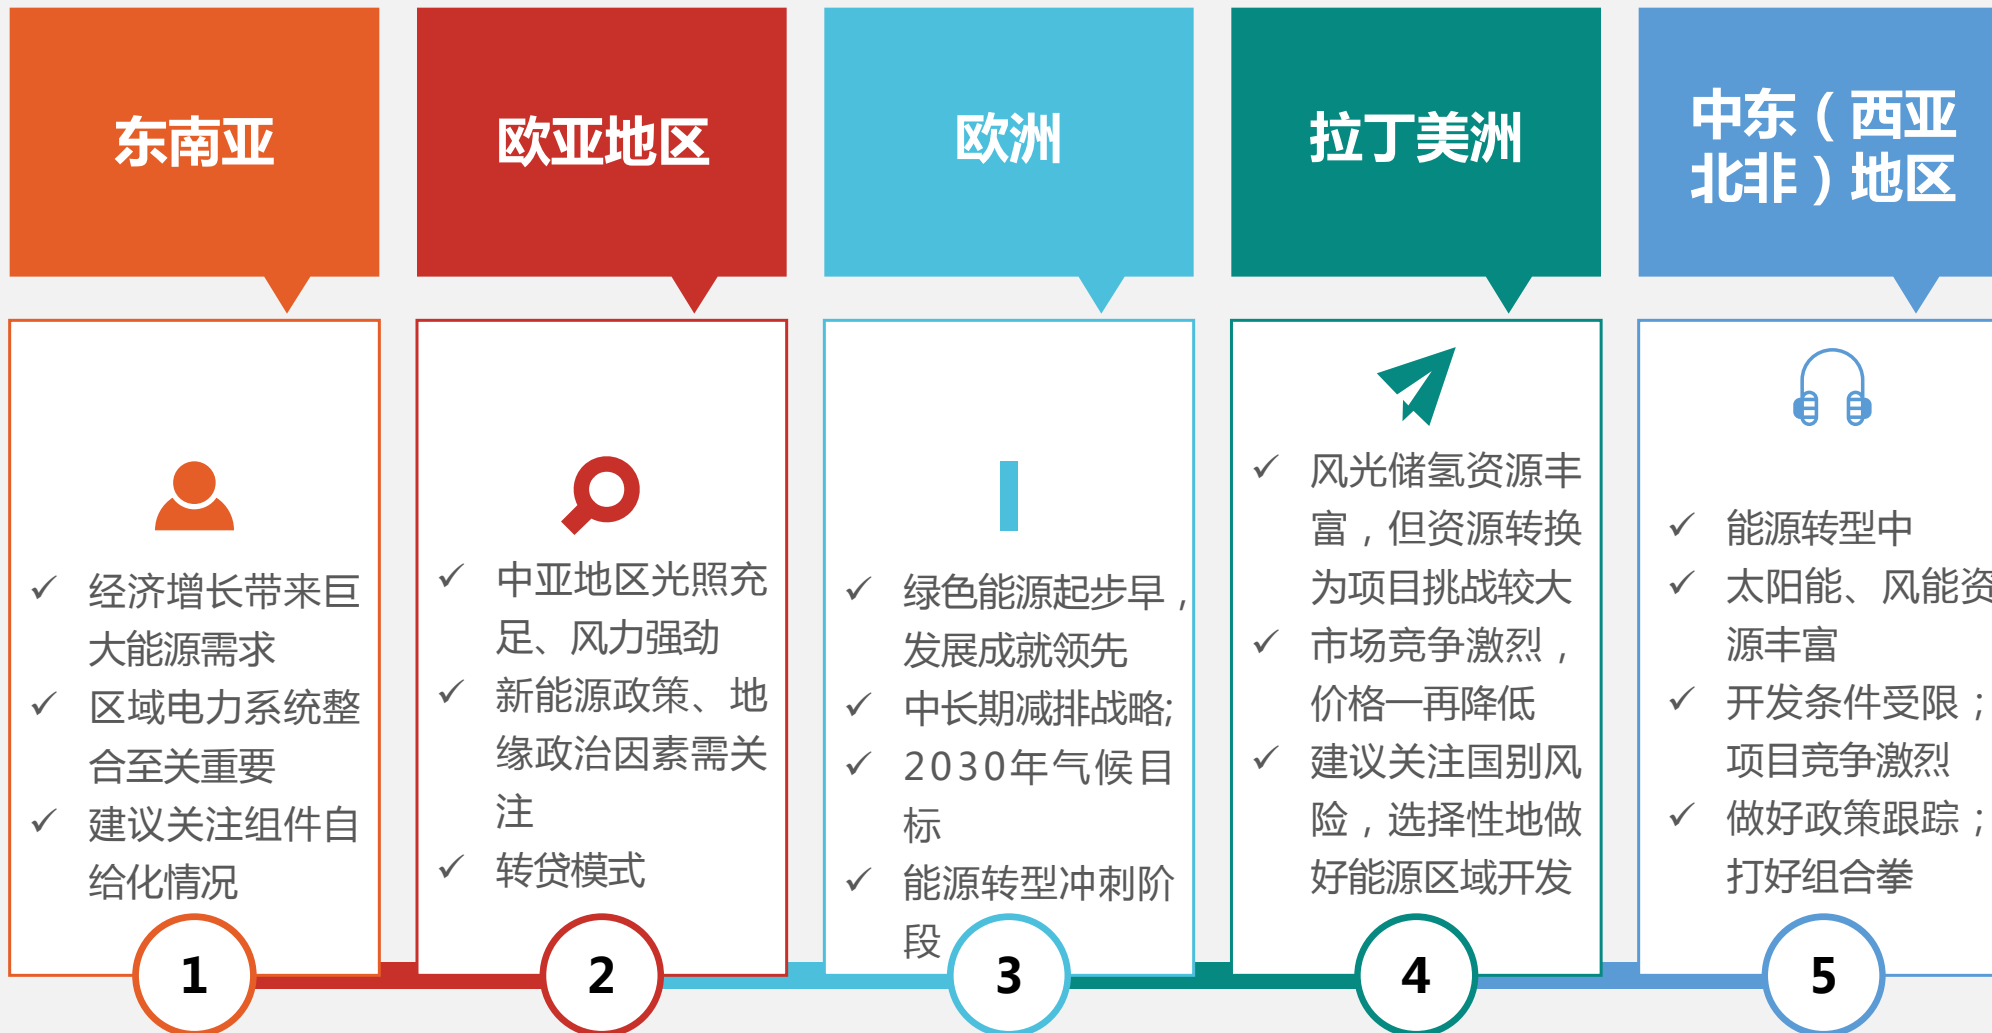 东南亚
经济增长带来巨
大能源需求
区域电力系统整
合至关重要
建议关注组件自
给化情况
1
欧亚地区
中亚地区光照充
足、风力强劲
新能源政策、地
缘政治因素需关
注
转贷模式
2
欧洲
绿色能源起步早，
发展成就领先
中长期减排战略;
2030年气候目
标
能源转型冲刺阶
段
3
拉丁美洲
风光储氢资源丰
富，但资源转换
为项目挑战较大
市场竞争激烈，
价格一再降低
建议关注国别风
险，选择性地做
好能源区域开发
4
中东（西亚
北非）地区
能源转型中
太阳能、风能资
源丰富
开发条件受限；
项目竞争激烈
做好政策跟踪；
打好组合拳
5